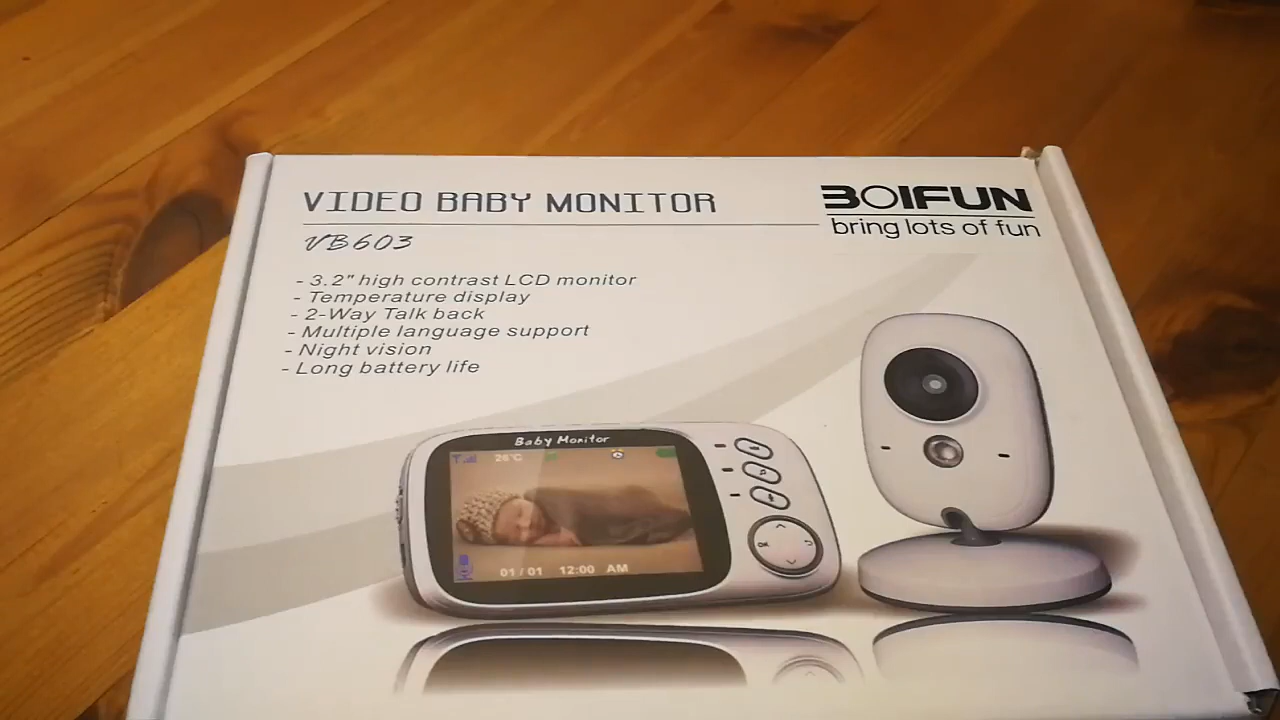 VIDEO BABY MONITOR
BOIFUN
bring lots of fun
VB603
- 3.2" high contrast LCD monitor
- Temperature display
- 2-Way Talk back
- Multiple language support
- Night vision
- Long battery life
Baby Monitor
26°C
01/01 12:00 AM
OK